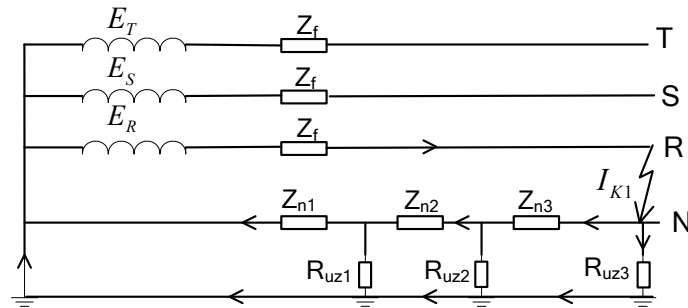 E_T Z_f T
E_S Z_f S
E_R Z_f R
I_K1
Z_n1 Z_n2 Z_n3 N
R_uz1 R_uz2 R_uz3